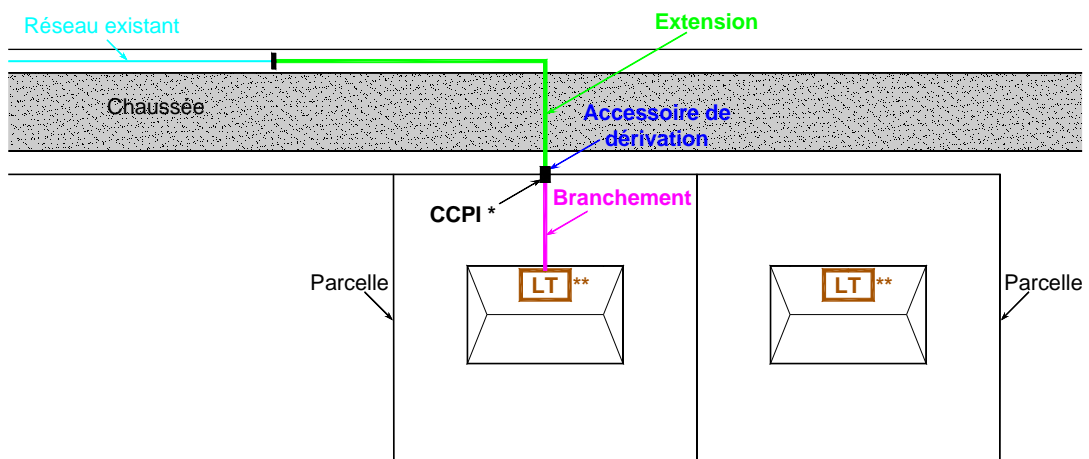 Réseau existant
Extension
Chaussée
Accessoire de
dérivation
CCPI *
Branchement
Parcelle
LT **
LT **
Parcelle